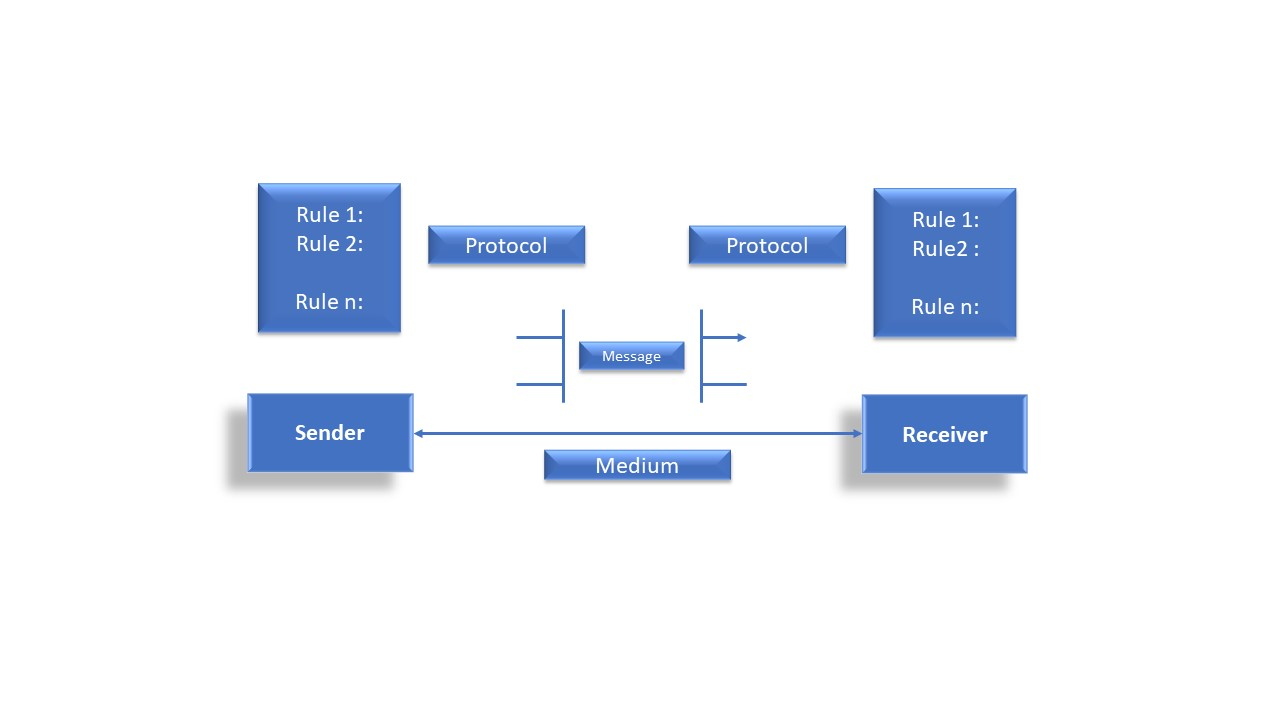 Rule 1:
Rule 2:
Rule n:
Protocol
Protocol
Rule 1:
Rule2 :
Rule n:
Message
Sender
Receiver
Medium